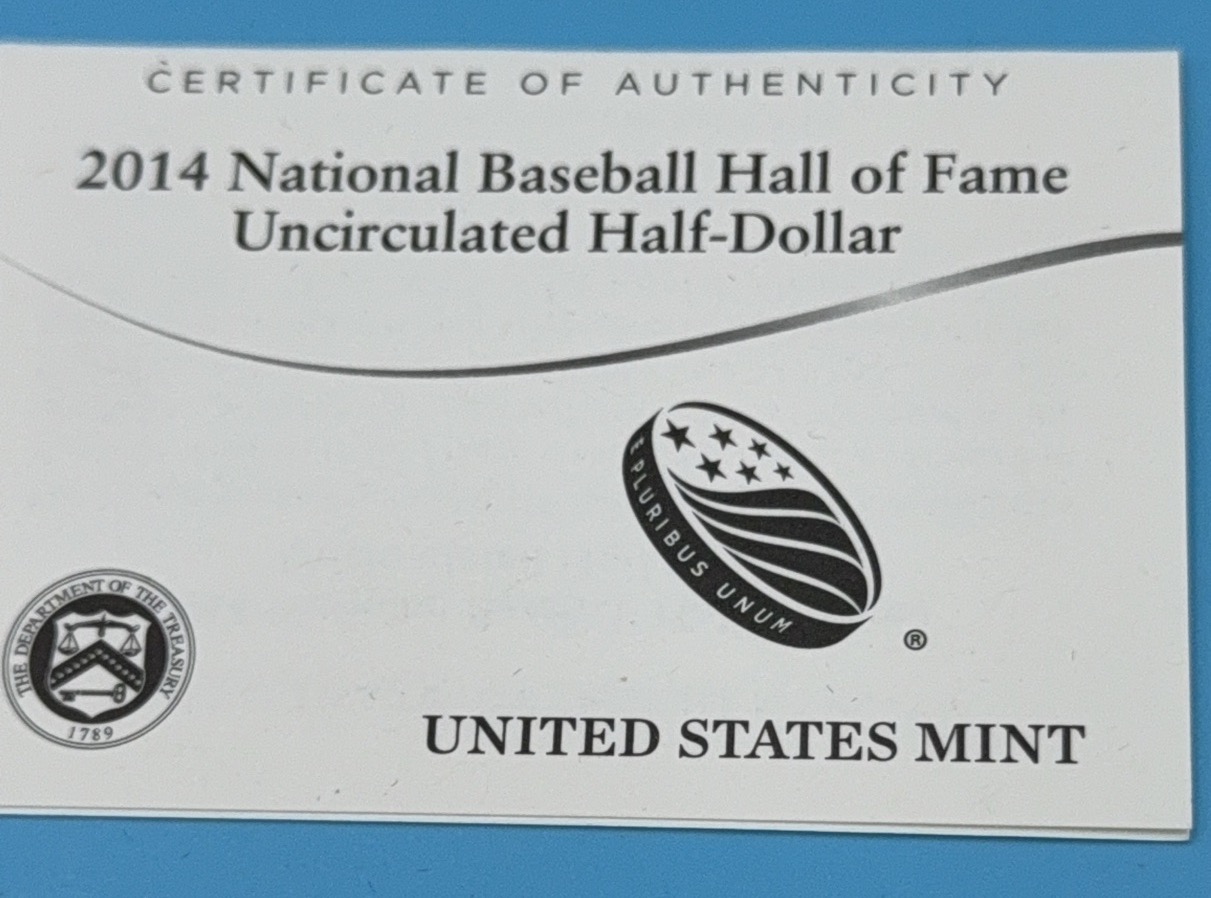 CERTIFICATE OF AUTHENTICITY
2014 National Baseball Hall of Fame
Uncirculated Half-Dollar
E PLURIBUS UNUM
®
THE DEPARTMENT OF THE TREASURY
1789
UNITED STATES MINT